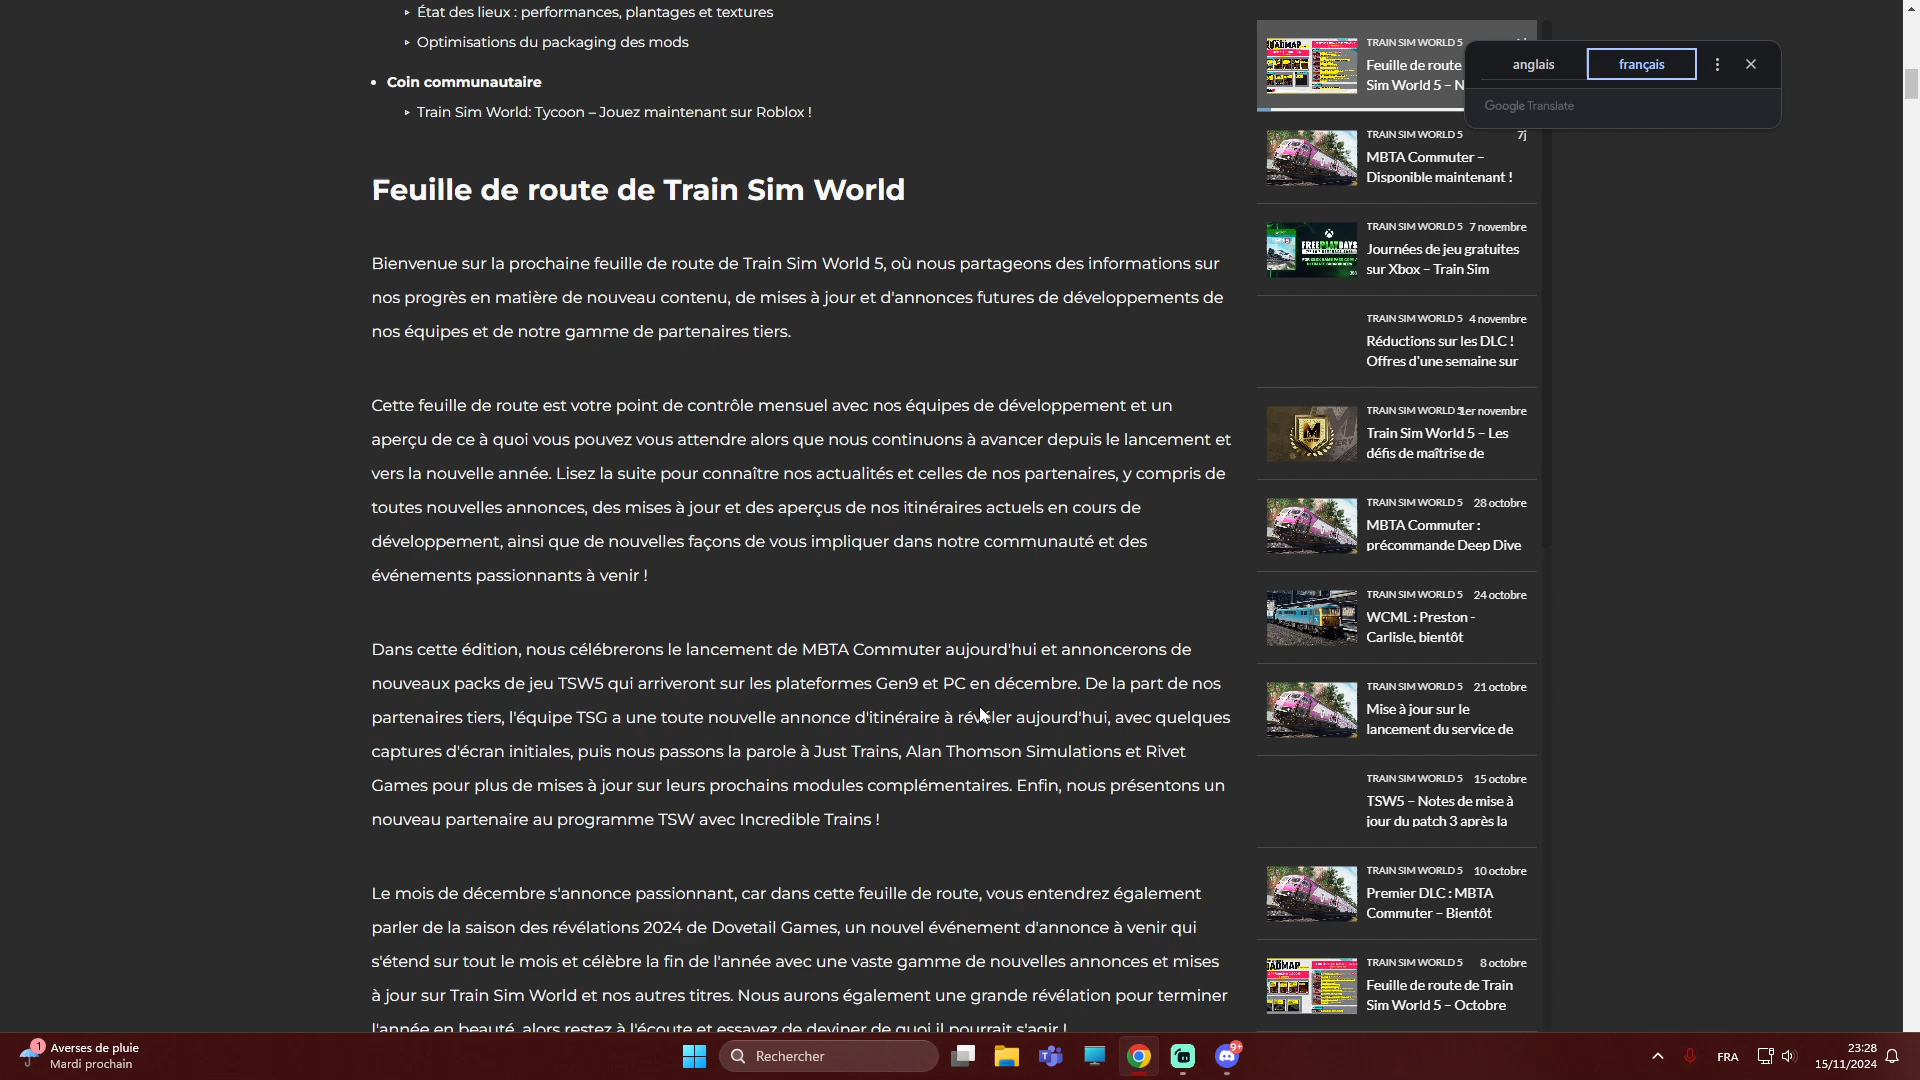 État des lieux : performances, plantages et textures
Optimisations du packaging des mods
Coin communautaire
Train Sim World: Tycoon – Jouez maintenant sur Roblox !
Feuille de route de Train Sim World
Bienvenue sur la prochaine feuille de route de Train Sim World 5, où nous partageons des informations sur
nos progrès en matière de nouveau contenu, de mises à jour et d'annonces futures de développements de
nos équipes et de notre gamme de partenaires tiers.
Cette feuille de route est votre point de contrôle mensuel avec nos équipes de développement et un
aperçu de ce à quoi vous pouvez vous attendre alors que nous continuons à avancer depuis le lancement et
vers la nouvelle année. Lisez la suite pour connaître nos actualités et celles de nos partenaires, y compris de
toutes nouvelles annonces, des mises à jour et des aperçus de nos itinéraires actuels en cours de
développement, ainsi que de nouvelles façons de vous impliquer dans notre communauté et des
événements passionnants à venir !
Dans cette édition, nous célébrerons le lancement de MBTA Commuter aujourd'hui et annoncerons de
nouveaux packs de jeu TSW5 qui arriveront sur les plateformes Gen9 et PC en décembre. De la part de nos
partenaires tiers, l'équipe TSG a une toute nouvelle annonce d'itinéraire à révéler aujourd'hui, avec quelques
captures d'écran initiales, puis nous passons la parole à Just Trains, Alan Thomson Simulations et Rivet
Games pour plus de mises à jour sur leurs prochains modules complémentaires. Enfin, nous présentons un
nouveau partenaire au programme TSW avec Incredible Trains !
Le mois de décembre s'annonce passionnant, car dans cette feuille de route, vous entendrez également
parler de la saison des révélations 2024 de Dovetail Games, un nouvel événement d'annonce à venir qui
s'étend sur tout le mois et célèbre la fin de l'année avec une vaste gamme de nouvelles annonces et mises
à jour sur Train Sim World et nos autres titres. Nous aurons également une grande révélation pour terminer
l'année en beauté, alors restez à l'écoute et essayez de deviner de quoi il pourrait s'agir !
TRAIN SIM WORLD 5
Feuille de route
Sim World 5 – N
anglais
français
Google Translate
TRAIN SIM WORLD 5 7j
MBTA Commuter –
Disponible maintenant !
TRAIN SIM WORLD 5 7 novembre
FREE PLAY DAYS
Journées de jeu gratuites
sur Xbox – Train Sim
TRAIN SIM WORLD 5 4 novembre
Réductions sur les DLC !
Offres d'une semaine sur
TRAIN SIM WORLD 5 1er novembre
Train Sim World 5 – Les
défis de maîtrise de
TRAIN SIM WORLD 5 28 octobre
MBTA Commuter :
précommande Deep Dive
TRAIN SIM WORLD 5 24 octobre
WCML : Preston -
Carlisle, bientôt
TRAIN SIM WORLD 5 21 octobre
Mise à jour sur le
lancement du service de
TRAIN SIM WORLD 5 15 octobre
TSW5 – Notes de mise à
jour du patch 3 après la
TRAIN SIM WORLD 5 10 octobre
Premier DLC : MBTA
Commuter – Bientôt
TRAIN SIM WORLD 5 8 octobre
Feuille de route de Train
Sim World 5 – Octobre
1
Averses de pluie
Mardi prochain
Rechercher
9+
FRA
23:28
15/11/2024